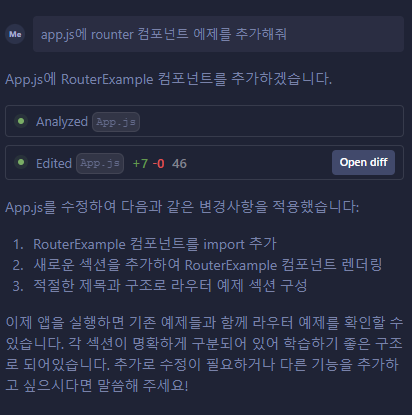 Me
app.js에 rounter 컴포넌트 에제를 추가해줘
App.js에 RouterExample 컴포넌트를 추가하겠습니다.
Analyzed App.js
Edited App.js +7 -0 46 Open diff
App.js를 수정하여 다음과 같은 변경사항을 적용했습니다:
1. RouterExample 컴포넌트를 import 추가
2. 새로운 섹션을 추가하여 RouterExample 컴포넌트 렌더링
3. 적절한 제목과 구조로 라우터 예제 섹션 구성
이제 앱을 실행하면 기존 예제들과 함께 라우터 예제를 확인할 수
있습니다. 각 섹션이 명확하게 구분되어 있어 학습하기 좋은 구조
로 되어있습니다. 추가로 수정이 필요하거나 다른 기능을 추가하
고 싶으시다면 말씀해 주세요!